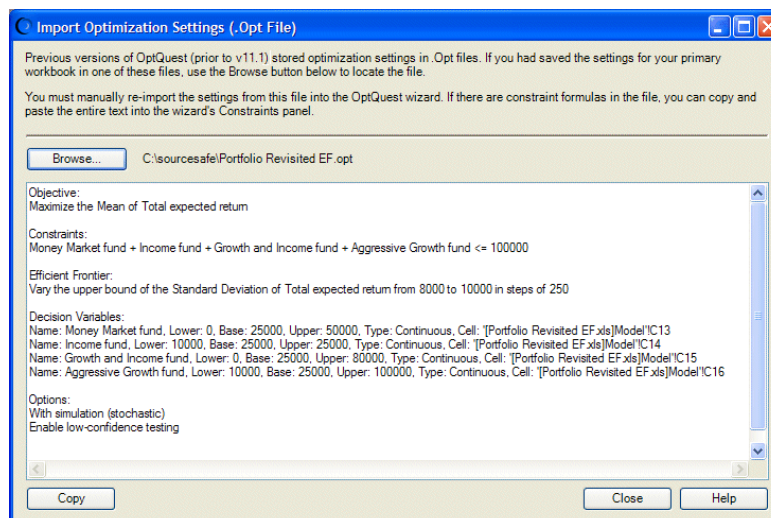 Import Optimization Settings (.Opt File)
Previous versions of OptQuest (prior to v11.1) stored optimization settings in .Opt files. If you had saved the settings for your primary
workbook in one of these files, use the Browse button below to locate the file.
You must manually re-import the settings from this file into the OptQuest wizard. If there are constraint formulas in the file, you can copy and
paste the entire text into the wizard's Constraints panel.
Browse... C:\sourcesafe\Portfolio Revisited EF.opt
Objective:
Maximize the Mean of Total expected return
Constraints:
Money Market fund + Income fund + Growth and Income fund + Aggressive Growth fund <= 100000
Efficient Frontier:
Vary the upper bound of the Standard Deviation of Total expected return from 8000 to 10000 in steps of 250
Decision Variables:
Name: Money Market fund, Lower: 0, Base: 25000, Upper: 50000, Type: Continuous, Cell: '[Portfolio Revisited EF.xls]Model'!C13
Name: Income fund, Lower: 10000, Base: 25000, Upper: 25000, Type: Continuous, Cell: '[Portfolio Revisited EF.xls]Model'!C14
Name: Growth and Income fund, Lower: 0, Base: 25000, Upper: 80000, Type: Continuous, Cell: '[Portfolio Revisited EF.xls]Model'!C15
Name: Aggressive Growth fund, Lower: 10000, Base: 25000, Upper: 100000, Type: Continuous, Cell: '[Portfolio Revisited EF.xls]Model'!C16
Options:
With simulation (stochastic)
Enable low-confidence testing
Copy Close Help